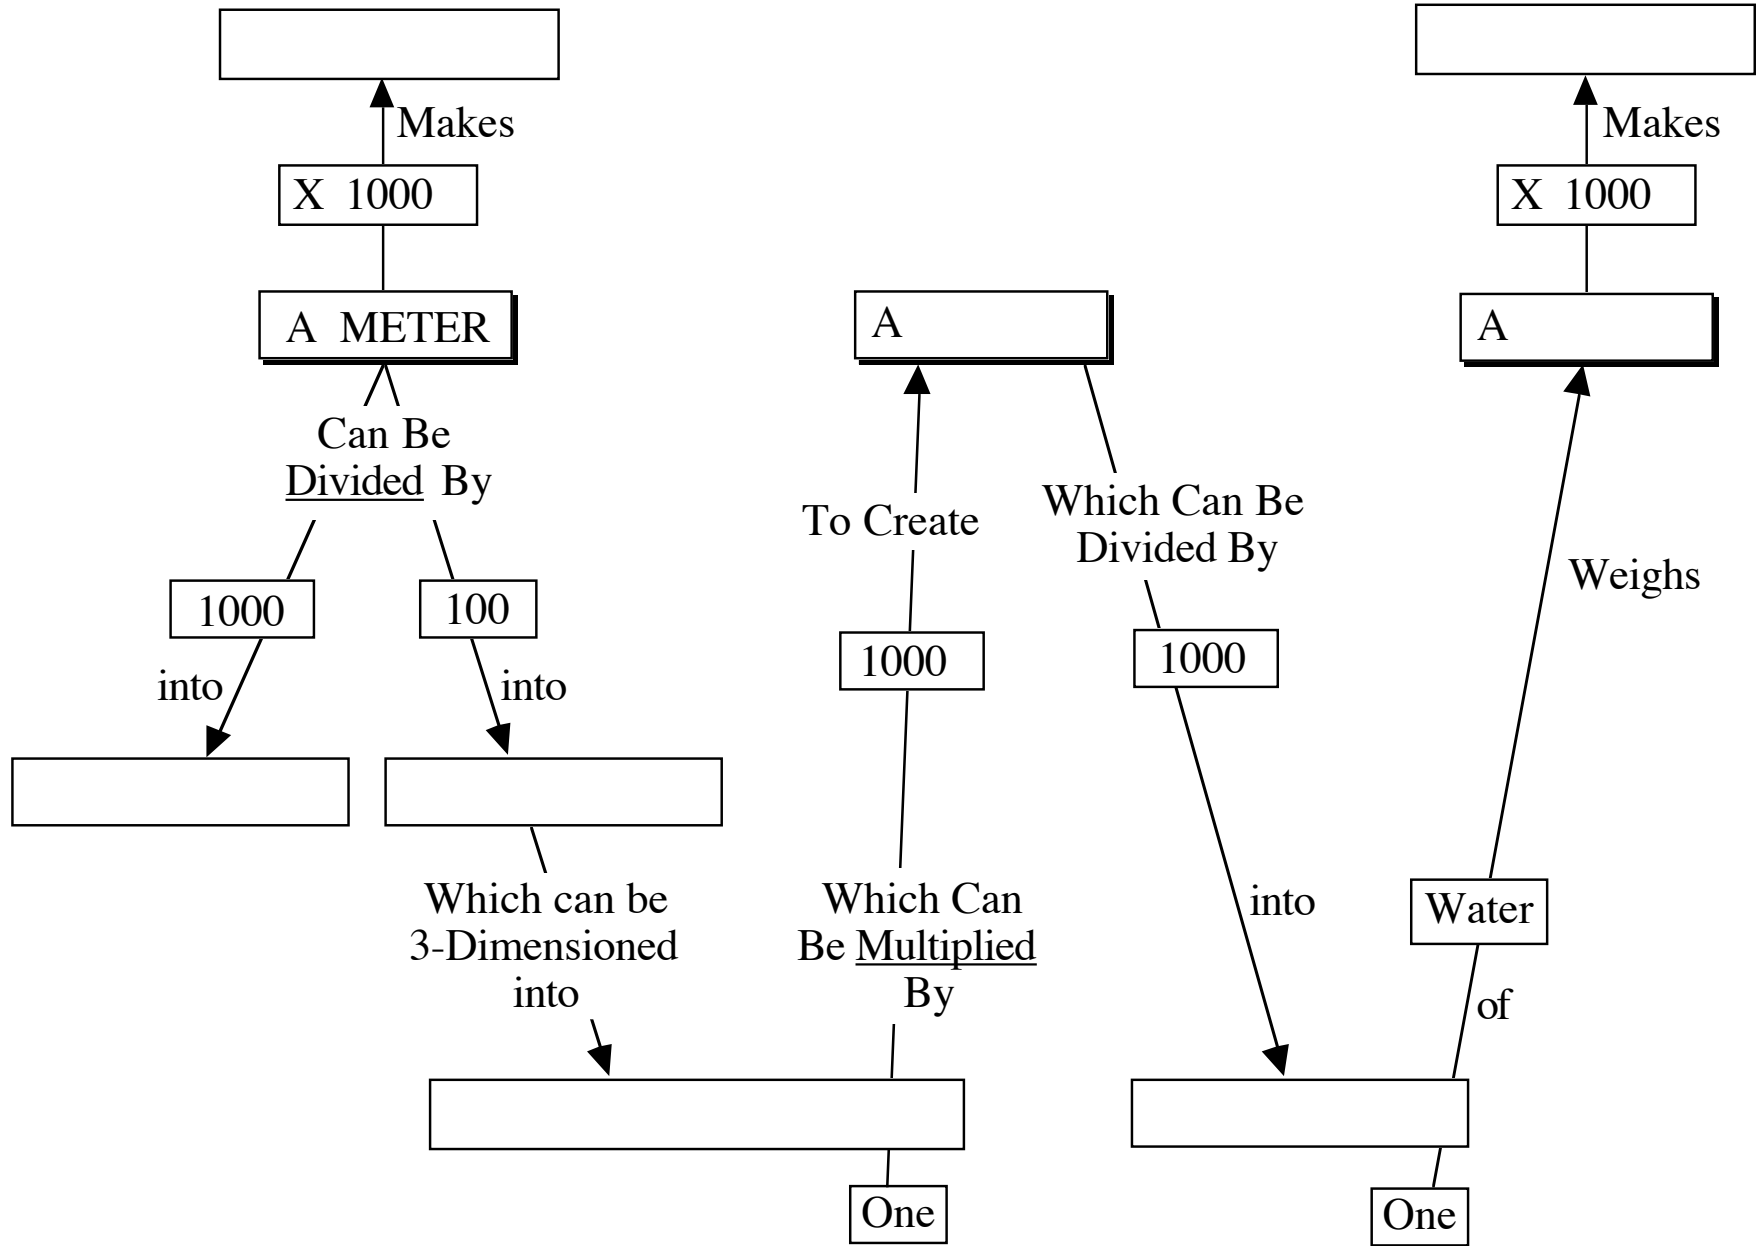 Makes
X 1000
A METER
Can Be
Divided By
1000
100
into
into
Which can be
3-Dimensioned
into
A
To Create
1000
Which Can
Be Multiplied
By
One
Which Can Be
Divided By
1000
into
Makes
X 1000
A
Weighs
Water
of
One